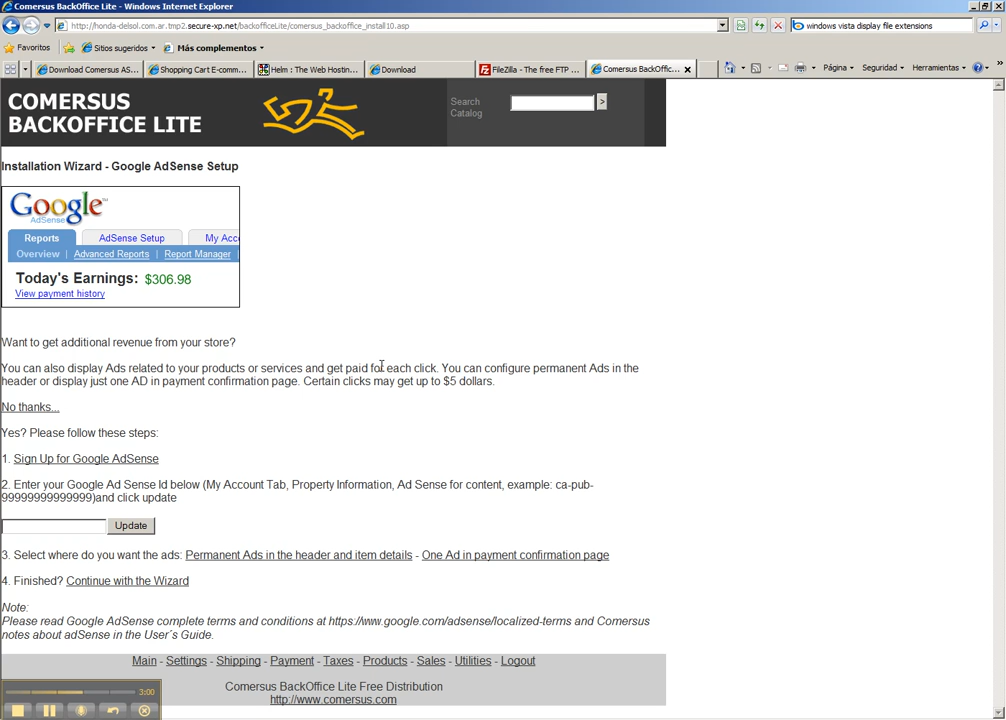 Comersus BackOffice Lite - Windows Internet Explorer
http://honda-delsol.com.ar.tmp2.secure-xp.net/backofficeLite/comersus_backoffice_install10.asp
windows vista display file extensions
Favoritos
Sitios sugeridos
Más complementos
Download Comersus AS...
Shopping Cart E-comm...
Helm : The Web Hostin...
Download
FileZilla - The free FTP ...
Comersus BackOffic...
Página
Seguridad
Herramientas
COMERSUS
BACKOFFICE LITE
Search
Catalog
>
Installation Wizard - Google AdSense Setup
Google
AdSense
Reports
AdSense Setup
My Acc
Overview | Advanced Reports | Report Manager |
Today's Earnings: $306.98
View payment history
Want to get additional revenue from your store?
You can also display Ads related to your products or services and get paid for each click. You can configure permanent Ads in the
header or display just one AD in payment confirmation page. Certain clicks may get up to $5 dollars.
No thanks...
Yes? Please follow these steps:
1. Sign Up for Google AdSense
2. Enter your Google Ad Sense Id below (My Account Tab, Property Information, Ad Sense for content, example: ca-pub-
99999999999999)and click update
Update
3. Select where do you want the ads: Permanent Ads in the header and item details - One Ad in payment confirmation page
4. Finished? Continue with the Wizard
Note:
Please read Google AdSense complete terms and conditions at https://www.google.com/adsense/localized-terms and Comersus
notes about adSense in the User´s Guide.
Main - Settings - Shipping - Payment - Taxes - Products - Sales - Utilities - Logout
Comersus BackOffice Lite Free Distribution
http://www.comersus.com
3:00